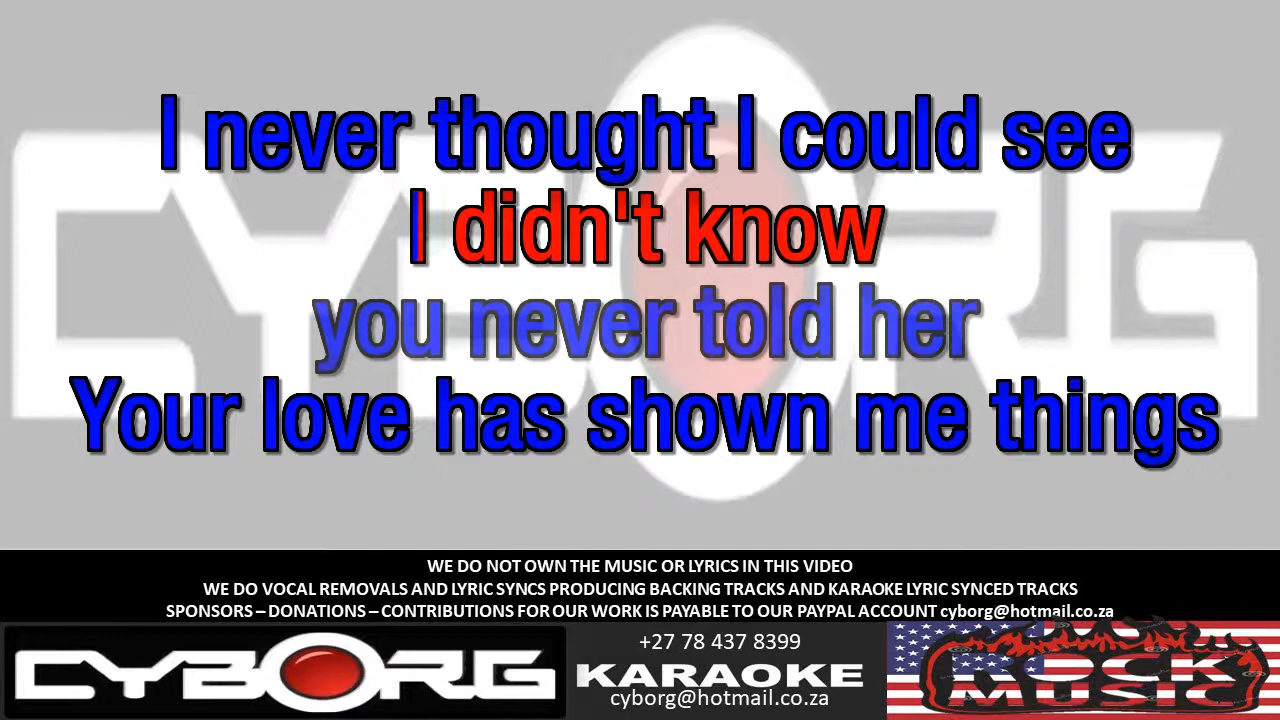 I never thought I could see
I didn't know
you never told her
Your love has shown me things
WE DO NOT OWN THE MUSIC OR LYRICS IN THIS VIDEO
WE DO VOCAL REMOVALS AND LYRIC SYNCS PRODUCING BACKING TRACKS AND KARAOKE LYRIC SYNCED TRACKS
SPONSORS – DONATIONS – CONTRIBUTIONS FOR OUR WORK IS PAYABLE TO OUR PAYPAL ACCOUNT cyborg@hotmail.co.za
CYBORG
+27 78 437 8399
KARAOKE
cyborg@hotmail.co.za
ROCK
MUSIC